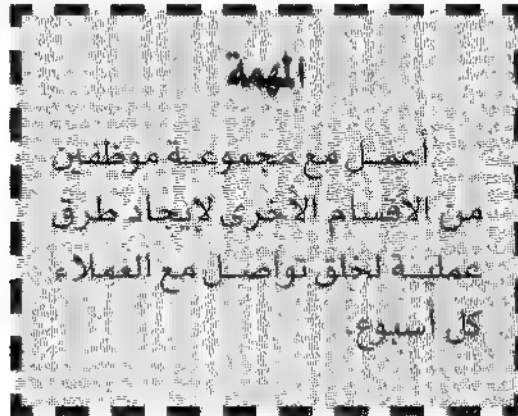 المهمة
أعمل مع مجموعة موظفين
من الأقسام الأخرى لإيجاد طرق
عملية لخلق تواصل مع العملاء
كل أسبوع.